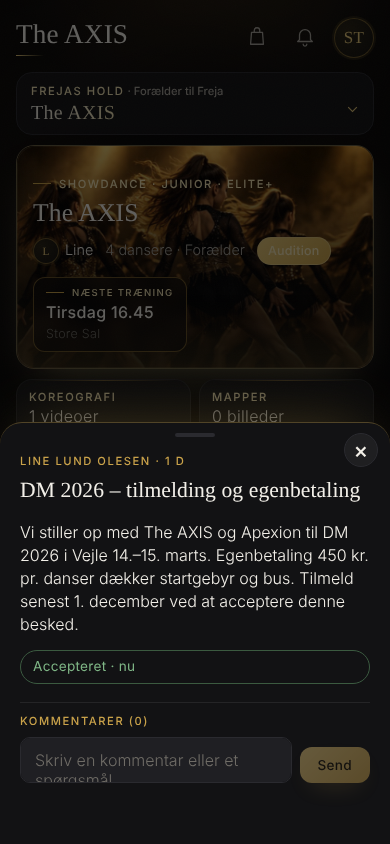 The AXIS
ST
FREJAS HOLD · Forælder til Freja
The AXIS
SHOWDANCE · JUNIOR · ELITE+
The AXIS
L Line 4 dansere · Forælder Audition
NÆSTE TRÆNING
Tirsdag 16.45
Store Sal
KOREOGRAFI
1 videoer
MAPPER
0 billeder
LINE LUND OLESEN · 1 D
DM 2026 – tilmelding og egenbetaling
Vi stiller op med The AXIS og Apexion til DM
2026 i Vejle 14.–15. marts. Egenbetaling 450 kr.
pr. danser dækker startgebyr og bus. Tilmeld
senest 1. december ved at acceptere denne
besked.
Accepteret · nu
KOMMENTARER (0)
Skriv en kommentar eller et
spørgsmål
Send